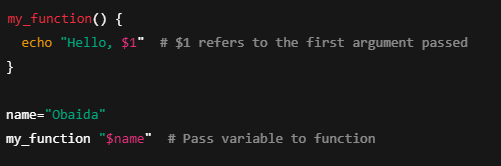 my_function() {
  echo "Hello, $1"  # $1 refers to the first argument passed
}

name="Obaida"
my_function "$name"  # Pass variable to function